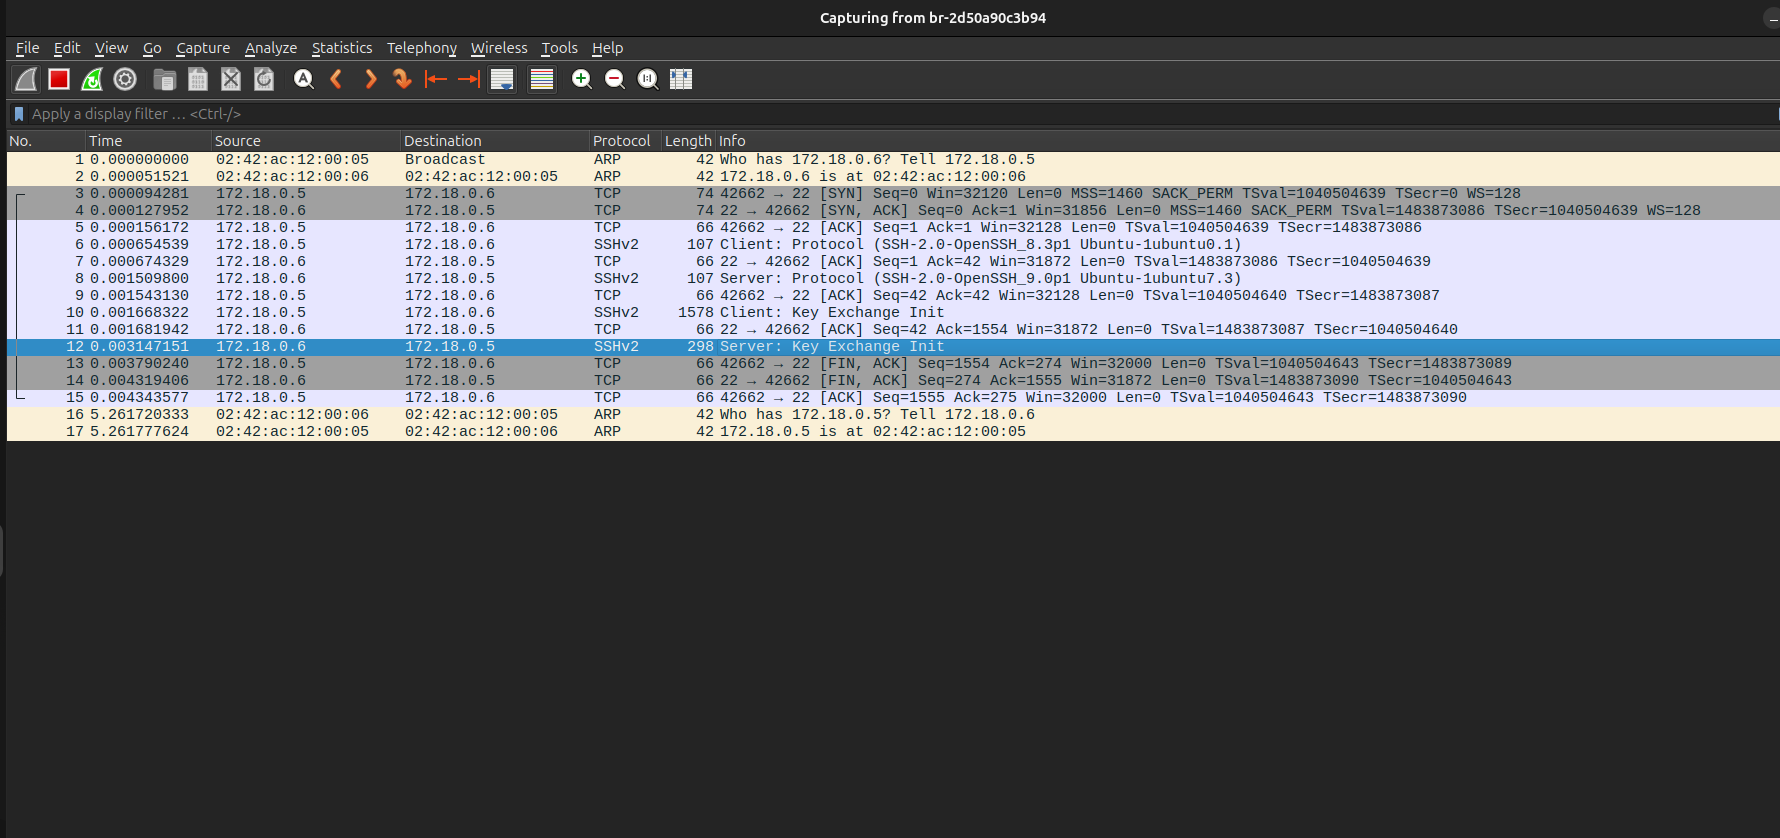 Capturing from br-2d50a90c3b94
File Edit View Go Capture Analyze Statistics Telephony Wireless Tools Help
Apply a display filter … <Ctrl-/>
No. Time Source Destination Protocol Length Info
1 0.000000000 02:42:ac:12:00:05 Broadcast ARP 42 Who has 172.18.0.6? Tell 172.18.0.5
2 0.000051521 02:42:ac:12:00:06 02:42:ac:12:00:05 ARP 42 172.18.0.6 is at 02:42:ac:12:00:06
3 0.000094281 172.18.0.5 172.18.0.6 TCP 74 42662 → 22 [SYN] Seq=0 Win=32120 Len=0 MSS=1460 SACK_PERM TSval=1040504639 TSecr=0 WS=128
4 0.000127952 172.18.0.6 172.18.0.5 TCP 74 22 → 42662 [SYN, ACK] Seq=0 Ack=1 Win=31856 Len=0 MSS=1460 SACK_PERM TSval=1483873086 TSecr=1040504639 WS=128
5 0.000156172 172.18.0.5 172.18.0.6 TCP 66 42662 → 22 [ACK] Seq=1 Ack=1 Win=32128 Len=0 TSval=1040504639 TSecr=1483873086
6 0.000654539 172.18.0.5 172.18.0.6 SSHv2 107 Client: Protocol (SSH-2.0-OpenSSH_8.3p1 Ubuntu-1ubuntu0.1)
7 0.000674329 172.18.0.6 172.18.0.5 TCP 66 22 → 42662 [ACK] Seq=1 Ack=42 Win=31872 Len=0 TSval=1483873086 TSecr=1040504639
8 0.001509800 172.18.0.6 172.18.0.5 SSHv2 107 Server: Protocol (SSH-2.0-OpenSSH_9.0p1 Ubuntu-1ubuntu7.3)
9 0.001543130 172.18.0.5 172.18.0.6 TCP 66 42662 → 22 [ACK] Seq=42 Ack=42 Win=32128 Len=0 TSval=1040504640 TSecr=1483873087
10 0.001668322 172.18.0.5 172.18.0.6 SSHv2 1578 Client: Key Exchange Init
11 0.001681942 172.18.0.6 172.18.0.5 TCP 66 22 → 42662 [ACK] Seq=42 Ack=1554 Win=31872 Len=0 TSval=1483873087 TSecr=1040504640
12 0.003147151 172.18.0.6 172.18.0.5 SSHv2 298 Server: Key Exchange Init
13 0.003790240 172.18.0.5 172.18.0.6 TCP 66 42662 → 22 [FIN, ACK] Seq=1554 Ack=274 Win=32000 Len=0 TSval=1040504643 TSecr=1483873089
14 0.004319406 172.18.0.6 172.18.0.5 TCP 66 22 → 42662 [FIN, ACK] Seq=274 Ack=1555 Win=31872 Len=0 TSval=1483873090 TSecr=1040504643
15 0.004343577 172.18.0.5 172.18.0.6 TCP 66 42662 → 22 [ACK] Seq=1555 Ack=275 Win=32000 Len=0 TSval=1040504643 TSecr=1483873090
16 5.261720333 02:42:ac:12:00:06 02:42:ac:12:00:05 ARP 42 Who has 172.18.0.5? Tell 172.18.0.6
17 5.261777624 02:42:ac:12:00:05 02:42:ac:12:00:06 ARP 42 172.18.0.5 is at 02:42:ac:12:00:05